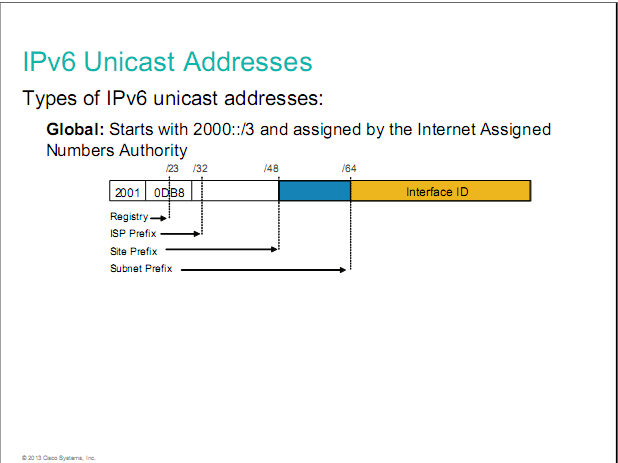 IPv6 Unicast Addresses
Types of IPv6 unicast addresses:
Global: Starts with 2000::/3 and assigned by the Internet Assigned
Numbers Authority
/23 /32 /48 /64
2001 0DB8 Interface ID
Registry
ISP Prefix
Site Prefix
Subnet Prefix
© 2013 Cisco Systems, Inc.